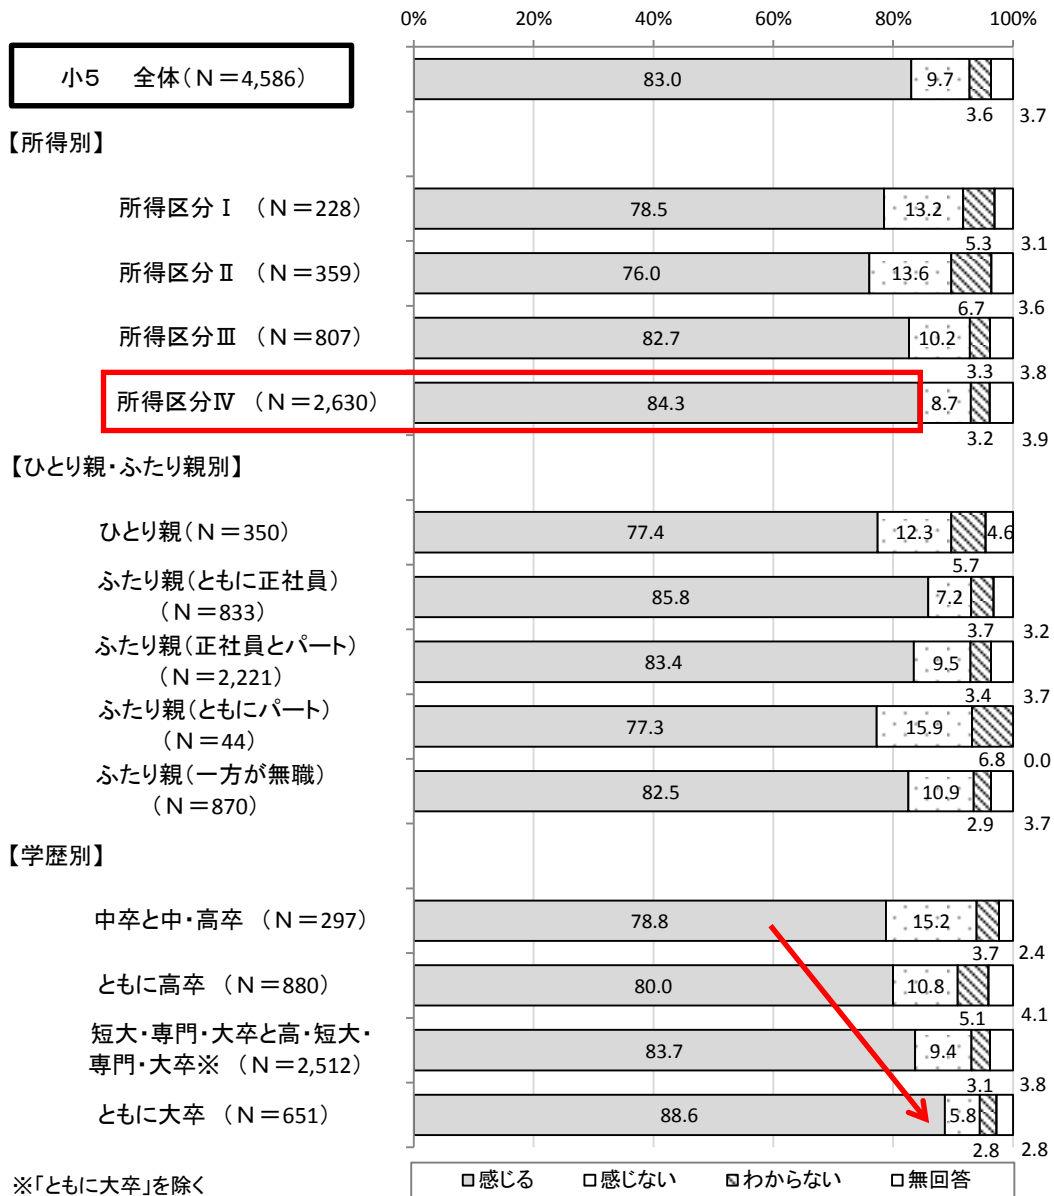 0% 20% 40% 60% 80% 100%
小5 全体(N=4,586) 83.0 9.7
3.6 3.7
【所得別】
所得区分Ⅰ (N=228) 78.5 13.2
5.3 3.1
所得区分Ⅱ (N=359) 76.0 13.6
6.7 3.6
所得区分Ⅲ (N=807) 82.7 10.2
3.3 3.8
所得区分Ⅳ (N=2,630) 84.3 8.7
3.2 3.9
【ひとり親・ふたり親別】
ひとり親(N=350) 77.4 12.3 4.6
5.7
ふたり親(ともに正社員)
(N=833) 85.8 7.2
3.7 3.2
ふたり親(正社員とパート)
(N=2,221) 83.4 9.5
3.4 3.7
ふたり親(ともにパート)
(N=44) 77.3 15.9
6.8 0.0
ふたり親(一方が無職)
(N=870) 82.5 10.9
2.9 3.7
【学歴別】
中卒と中・高卒 (N=297) 78.8 15.2
3.7 2.4
ともに高卒 (N=880) 80.0 10.8
5.1 4.1
短大・専門・大卒と高・短大・
専門・大卒※ (N=2,512) 83.7 9.4
3.1 3.8
ともに大卒 (N=651) 88.6 5.8
2.8 2.8
※「ともに大卒」を除く
感じる 感じない わからない 無回答